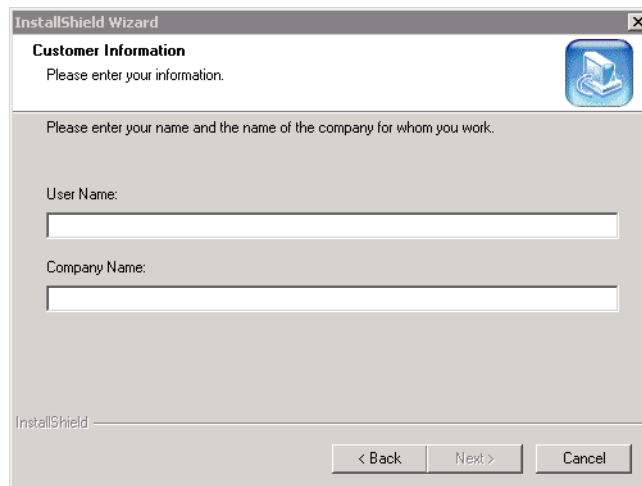 InstallShield Wizard
Customer Information
Please enter your information.
Please enter your name and the name of the company for whom you work.
User Name:
Company Name:
InstallShield
< Back
Next >
Cancel